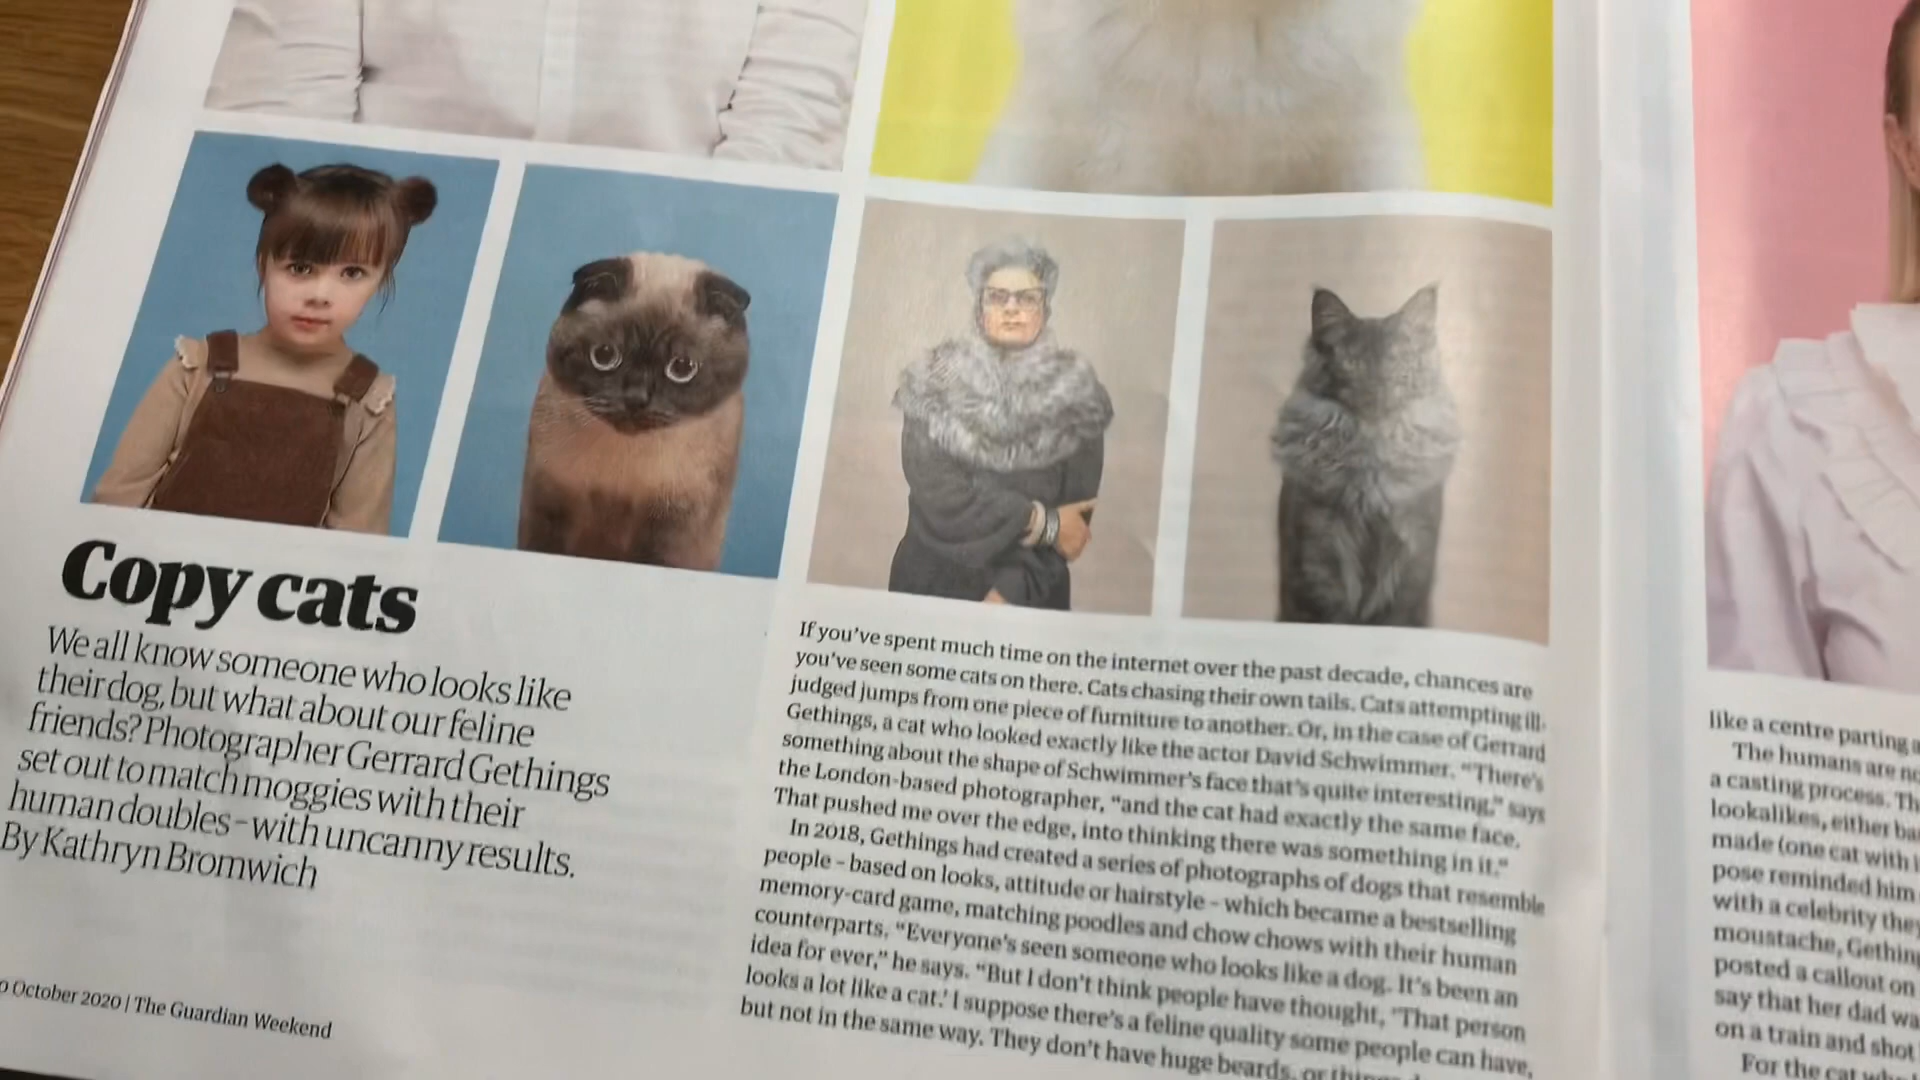 Copy cats
We all know someone who looks like
their dog, but what about our feline
friends? Photographer Gerrard Gethings
set out to match moggies with their
human doubles – with uncanny results.
By Kathryn Bromwich
October 2020 | The Guardian Weekend
If you’ve spent much time on the internet over the past decade, chances are
you’ve seen some cats on there. Cats chasing their own tails. Cats attempting ill-
judged jumps from one piece of furniture to another. Or, in the case of Gerrard
Gethings, a cat who looked exactly like the actor David Schwimmer. “There’s
something about the shape of Schwimmer’s face that’s quite interesting,” says
the London-based photographer, “and the cat had exactly the same face.
That pushed me over the edge, into thinking there was something in it.”
In 2018, Gethings had created a series of photographs of dogs that resemble
people – based on looks, attitude or hairstyle – which became a bestselling
memory-card game, matching poodles and chow chows with their human
counterparts. “Everyone’s seen someone who looks like a dog. It’s been an
idea for ever,” he says. “But I don’t think people have thought, ‘That person
looks a lot like a cat.’ I suppose there’s a feline quality some people can have,
but not in the same way. They don’t have huge beards, or
like a centre parting
The humans are
a casting process.
lookalikes, either
made (one cat with
pose reminded him
with a celebrity they
moustache, Gethings
posted a callout on
say that her dad
on a train and shot
For the cat